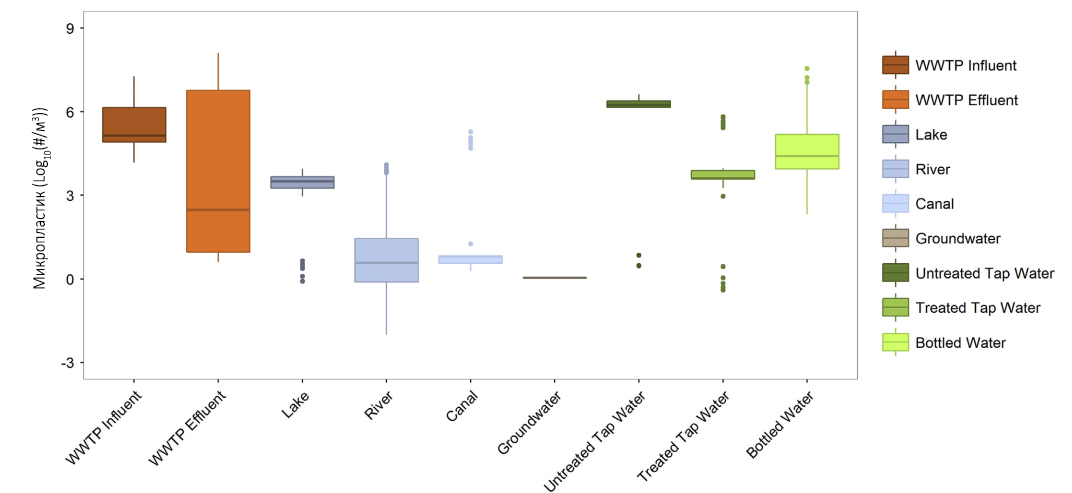 Микропластик (Log10(#/м³))
9
6
3
0
-3
WWTP Influent
WWTP Effluent
Lake
River
Canal
Groundwater
Untreated Tap Water
Treated Tap Water
Bottled Water
WWTP Influent
WWTP Effluent
Lake
River
Canal
Groundwater
Untreated Tap Water
Treated Tap Water
Bottled Water